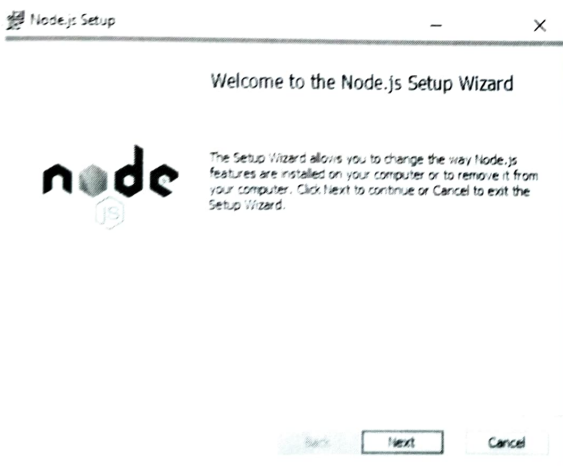 Node.js Setup
Welcome to the Node.js Setup Wizard
node
JS
The Setup Wizard allows you to change the way Node.js
features are installed on your computer or to remove it from
your computer. Click Next to continue or Cancel to exit the
Setup Wizard.
Back
Next
Cancel